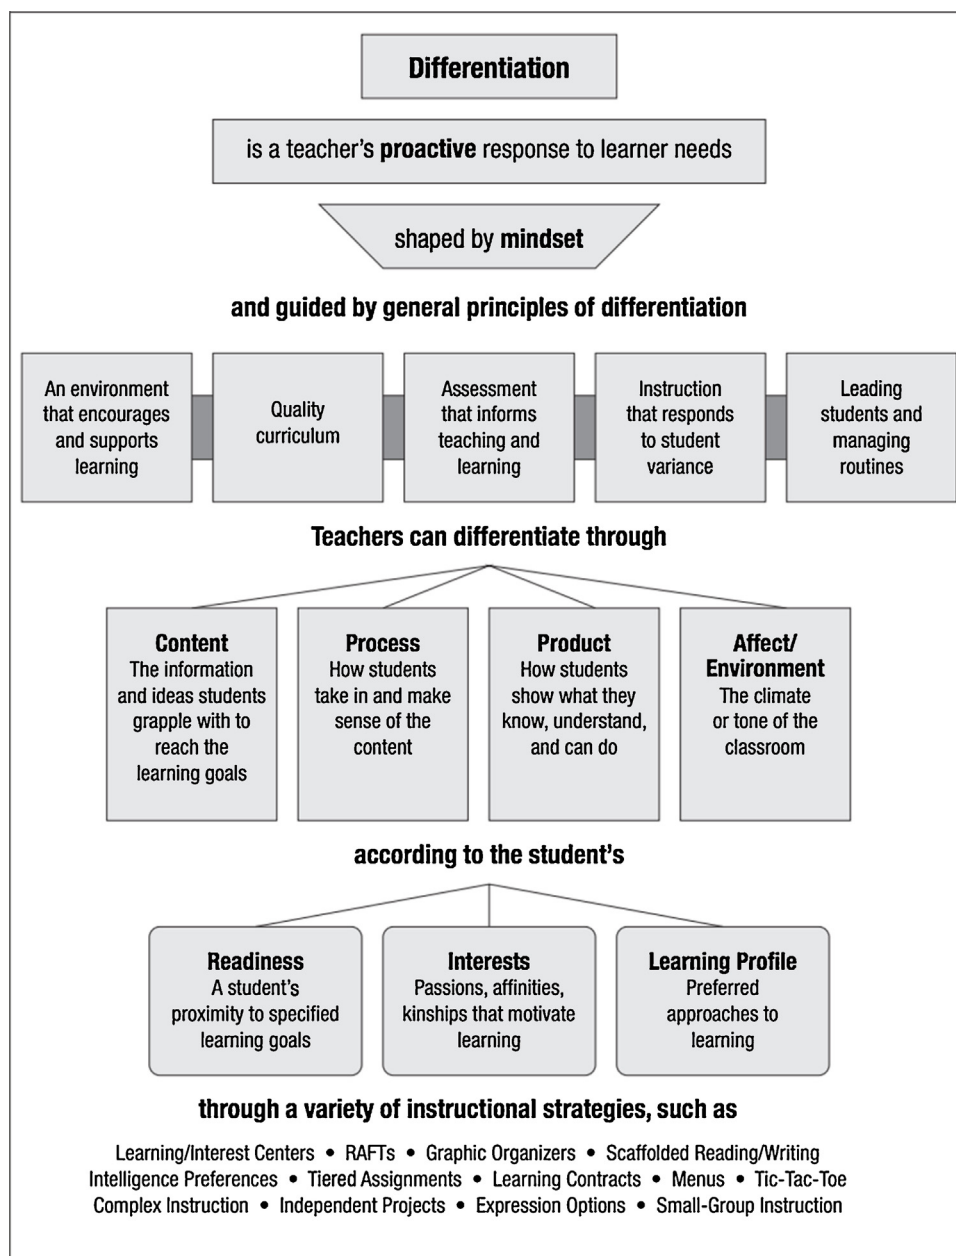 Differentiation
is a teacher’s proactive response to learner needs
shaped by mindset
and guided by general principles of differentiation
An environment
that encourages
and supports
learning
Quality
curriculum
Assessment
that informs
teaching and
learning
Instruction
that responds
to student
variance
Leading
students and
managing
routines
Teachers can differentiate through
Content
The information
and ideas students
grapple with to
reach the
learning goals
Process
How students
take in and make
sense of the
content
Product
How students
show what they
know, understand,
and can do
Affect/
Environment
The climate
or tone of the
classroom
according to the student’s
Readiness
A student’s
proximity to specified
learning goals
Interests
Passions, affinities,
kinships that motivate
learning
Learning Profile
Preferred
approaches to
learning
through a variety of instructional strategies, such as
Learning/Interest Centers • RAFTs • Graphic Organizers • Scaffolded Reading/Writing
Intelligence Preferences • Tiered Assignments • Learning Contracts • Menus • Tic-Tac-Toe
Complex Instruction • Independent Projects • Expression Options • Small-Group Instruction